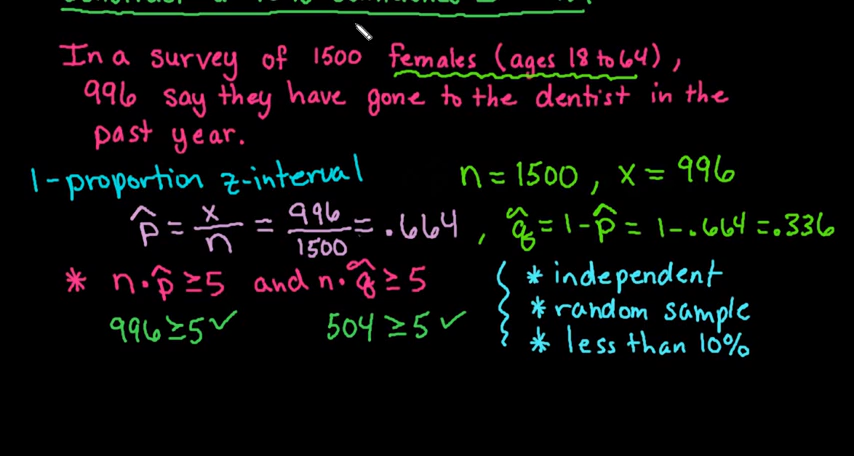 In a survey of 1500 females (ages 18 to 64),
996 say they have gone to the dentist in the
past year.
1-proportion z-interval
n = 1500, x = 996
p̂ = x/n = 996/1500 = .664, q̂ = 1-p̂ = 1-.664 = .336
* n·p̂ ≥ 5 and n·q̂ ≥ 5
996 ≥ 5 ✓ 504 ≥ 5 ✓
* independent
* random sample
* less than 10%